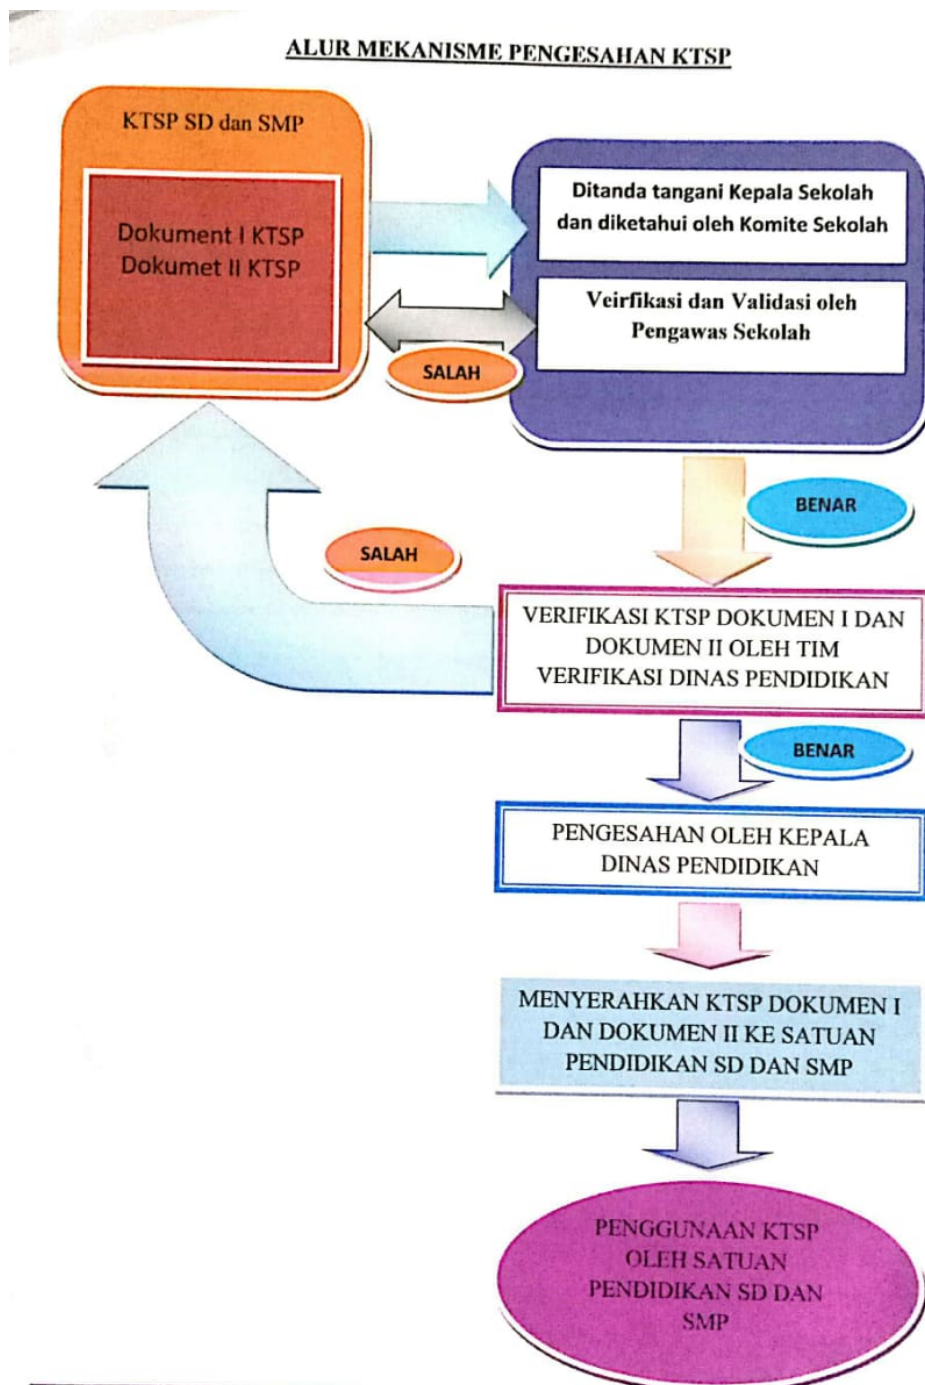 ALUR MEKANISME PENGESAHAN KTSP
KTSP SD dan SMP
Dokument I KTSP
Dokumet II KTSP
Ditanda tangani Kepala Sekolah
dan diketahui oleh Komite Sekolah
Veirfikasi dan Validasi oleh
Pengawas Sekolah
SALAH
BENAR
SALAH
VERIFIKASI KTSP DOKUMEN I DAN
DOKUMEN II OLEH TIM
VERIFIKASI DINAS PENDIDIKAN
BENAR
PENGESAHAN OLEH KEPALA
DINAS PENDIDIKAN
MENYERAHKAN KTSP DOKUMEN I
DAN DOKUMEN II KE SATUAN
PENDIDIKAN SD DAN SMP
PENGGUNAAN KTSP
OLEH SATUAN
PENDIDIKAN SD DAN
SMP